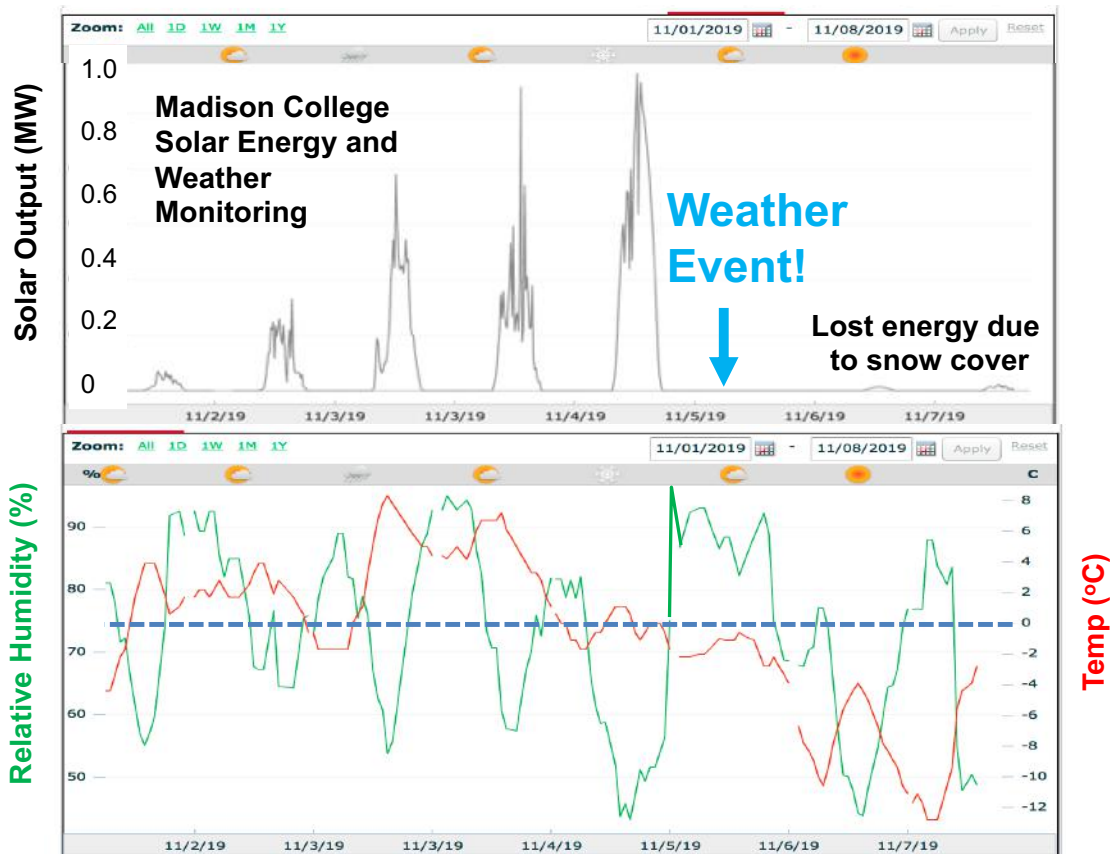 Zoom: All 1D 1W 1M 1Y 11/01/2019 - 11/08/2019 Apply Reset
Solar Output (MW)
1.0
0.8
0.6
0.4
0.2
0
Madison College
Solar Energy and
Weather
Monitoring
Weather
Event!
Lost energy due
to snow cover
11/2/19 11/3/19 11/3/19 11/4/19 11/5/19 11/6/19 11/7/19
Zoom: All 1D 1W 1M 1Y 11/01/2019 - 11/08/2019 Apply Reset
% C
Relative Humidity (%)
90
80
70
60
50
8
6
4
2
0
-2
-4
-6
-8
-10
-12
Temp (oC)
11/2/19 11/3/19 11/3/19 11/4/19 11/5/19 11/6/19 11/7/19